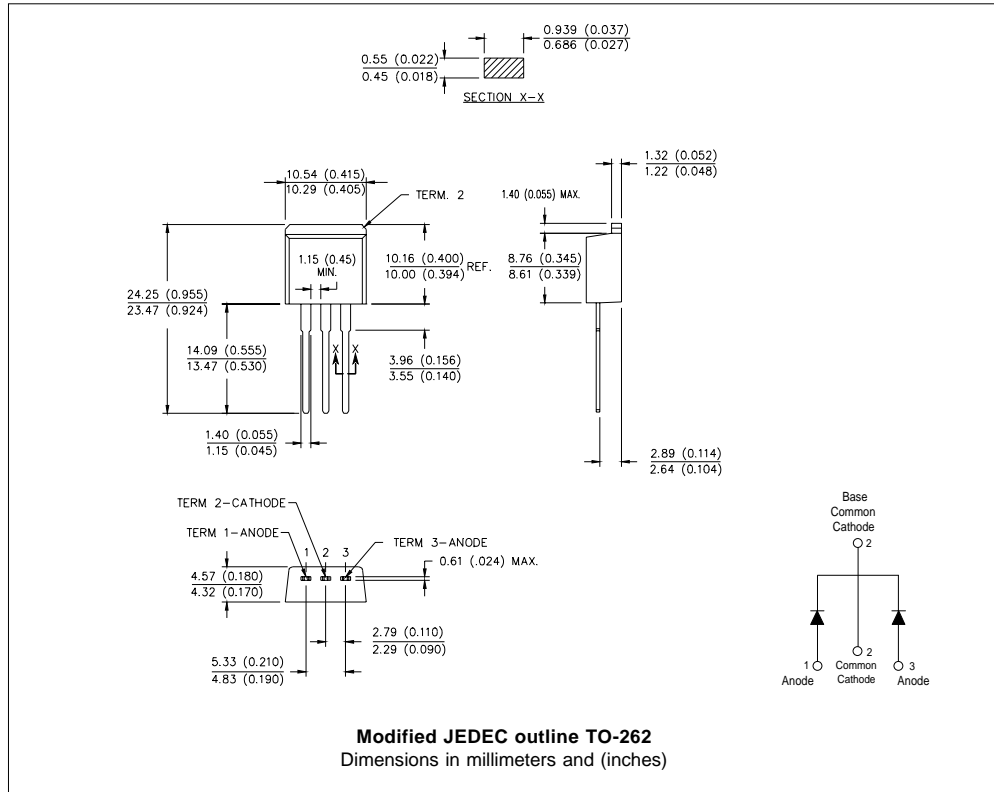 0.939 (0.037)
0.686 (0.027)
0.55 (0.022)
0.45 (0.018)
SECTION X-X
10.54 (0.415)
10.29 (0.405)
TERM. 2
1.15 (0.45)
MIN.
10.16 (0.400)
10.00 (0.394)
REF.
24.25 (0.955)
23.47 (0.924)
14.09 (0.555)
13.47 (0.530)
X X
3.96 (0.156)
3.55 (0.140)
1.40 (0.055)
1.15 (0.045)
1.32 (0.052)
1.22 (0.048)
1.40 (0.055) MAX.
8.76 (0.345)
8.61 (0.339)
2.89 (0.114)
2.64 (0.104)
TERM 2-CATHODE
TERM 1-ANODE
1 2 3
TERM 3-ANODE
0.61 (.024) MAX.
4.57 (0.180)
4.32 (0.170)
2.79 (0.110)
2.29 (0.090)
5.33 (0.210)
4.83 (0.190)
Base
Common
Cathode
2
1
Anode
2
Common
Cathode
3
Anode
Modified JEDEC outline TO-262
Dimensions in millimeters and (inches)